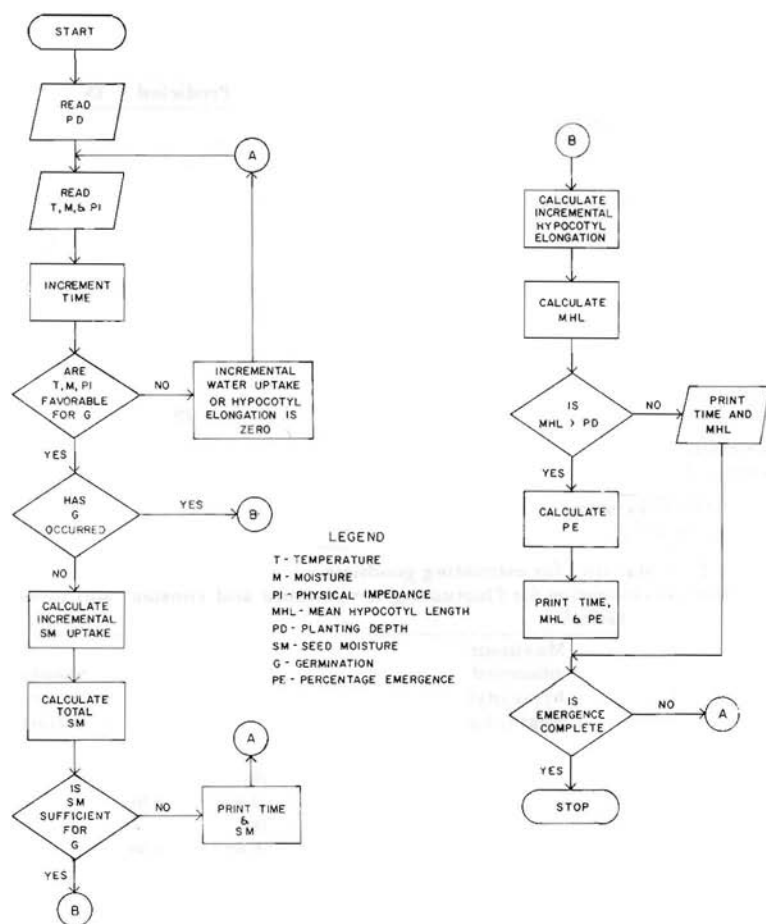 START
READ
PD
A
READ
T, M, & PI
INCREMENT
TIME
ARE
T, M, PI
FAVORABLE
FOR G
NO
INCREMENTAL
WATER UPTAKE
OR HYPOCOTYL
ELONGATION IS
ZERO
YES
HAS
G
OCCURRED
YES
B
NO
CALCULATE
INCREMENTAL
SM UPTAKE
CALCULATE
TOTAL
SM
IS
SM
SUFFICIENT
FOR
G
NO
PRINT TIME
&
SM
A
YES
B
LEGEND
T - TEMPERATURE
M - MOISTURE
PI - PHYSICAL IMPEDANCE
MHL - MEAN HYPOCOTYL LENGTH
PD - PLANTING DEPTH
SM - SEED MOISTURE
G - GERMINATION
PE - PERCENTAGE EMERGENCE
B
CALCULATE
INCREMENTAL
HYPOCOTYL
ELONGATION
CALCULATE
MHL
IS
MHL > PD
NO
PRINT
TIME AND
MHL
YES
CALCULATE
PE
PRINT TIME,
MHL & PE
IS
EMERGENCE
COMPLETE
NO
A
YES
STOP